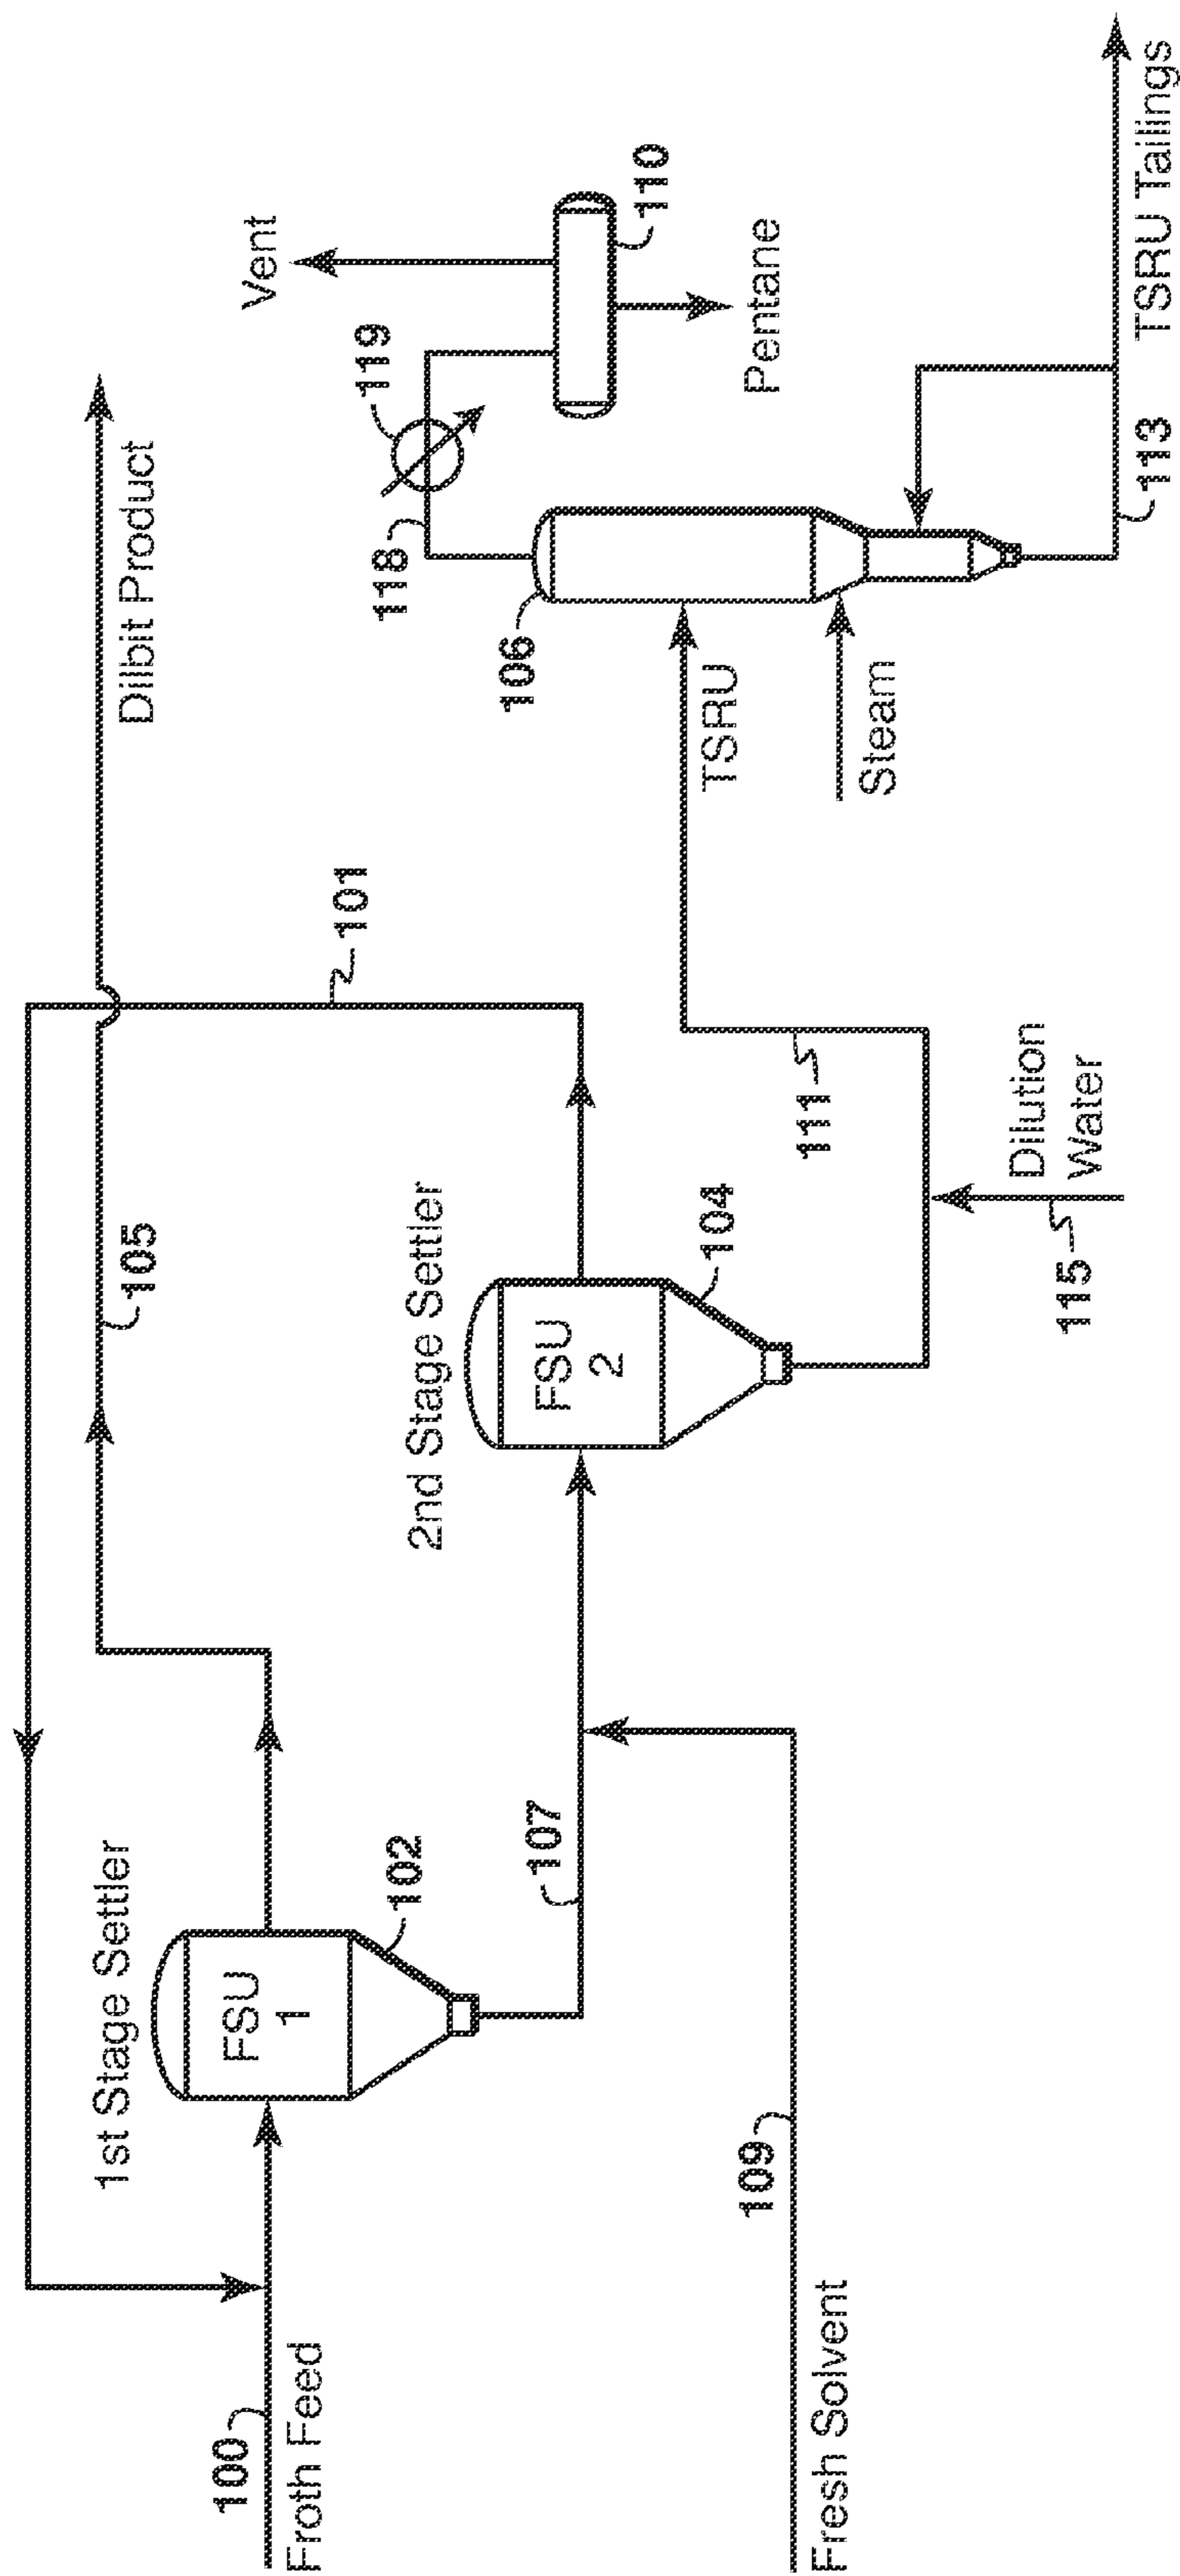 Dilbit Product
105
101
1st Stage Settler
FSU
1
102
100
Froth Feed
107
2nd Stage Settler
FSU
2
104
109
Fresh Solvent
111
115
Dilution
Water
TSRU
Steam
106
118
119
Vent
110
Pentane
113
TSRU Tailings